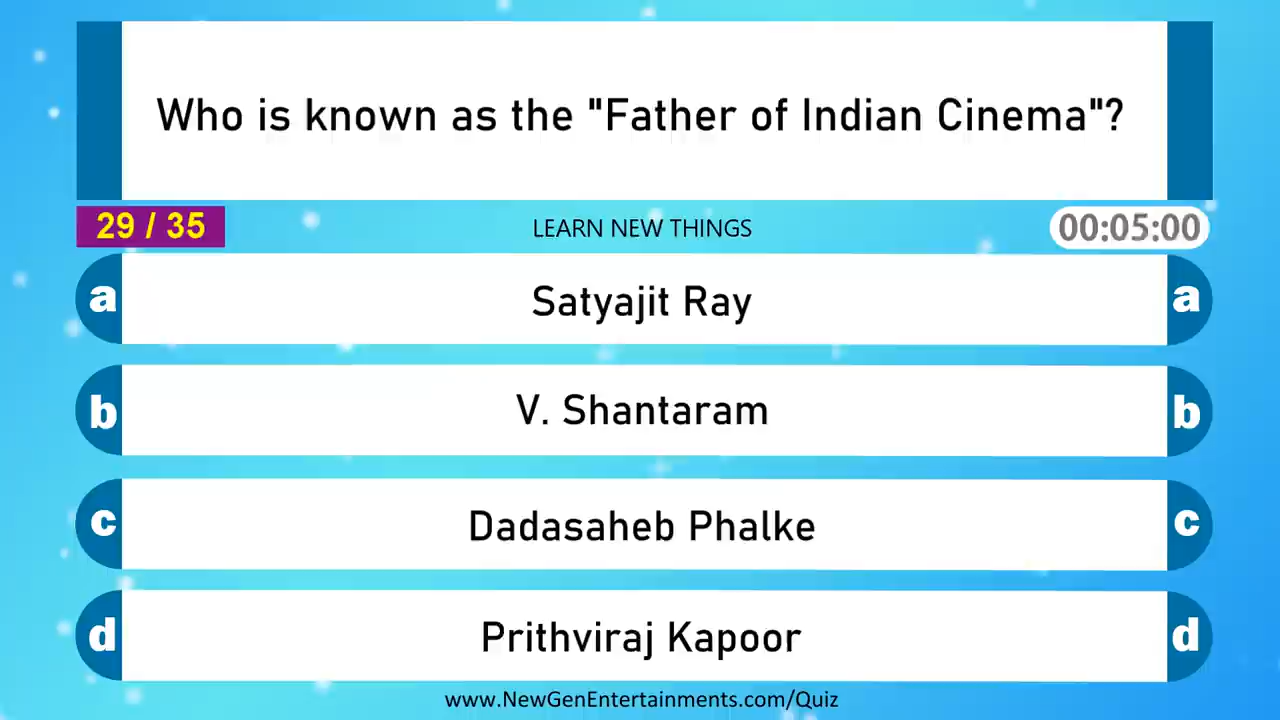 Who is known as the "Father of Indian Cinema"?
29 / 35
LEARN NEW THINGS
00:05:00
a Satyajit Ray a
b V. Shantaram b
c Dadasaheb Phalke c
d Prithviraj Kapoor d
www.NewGenEntertainments.com/Quiz